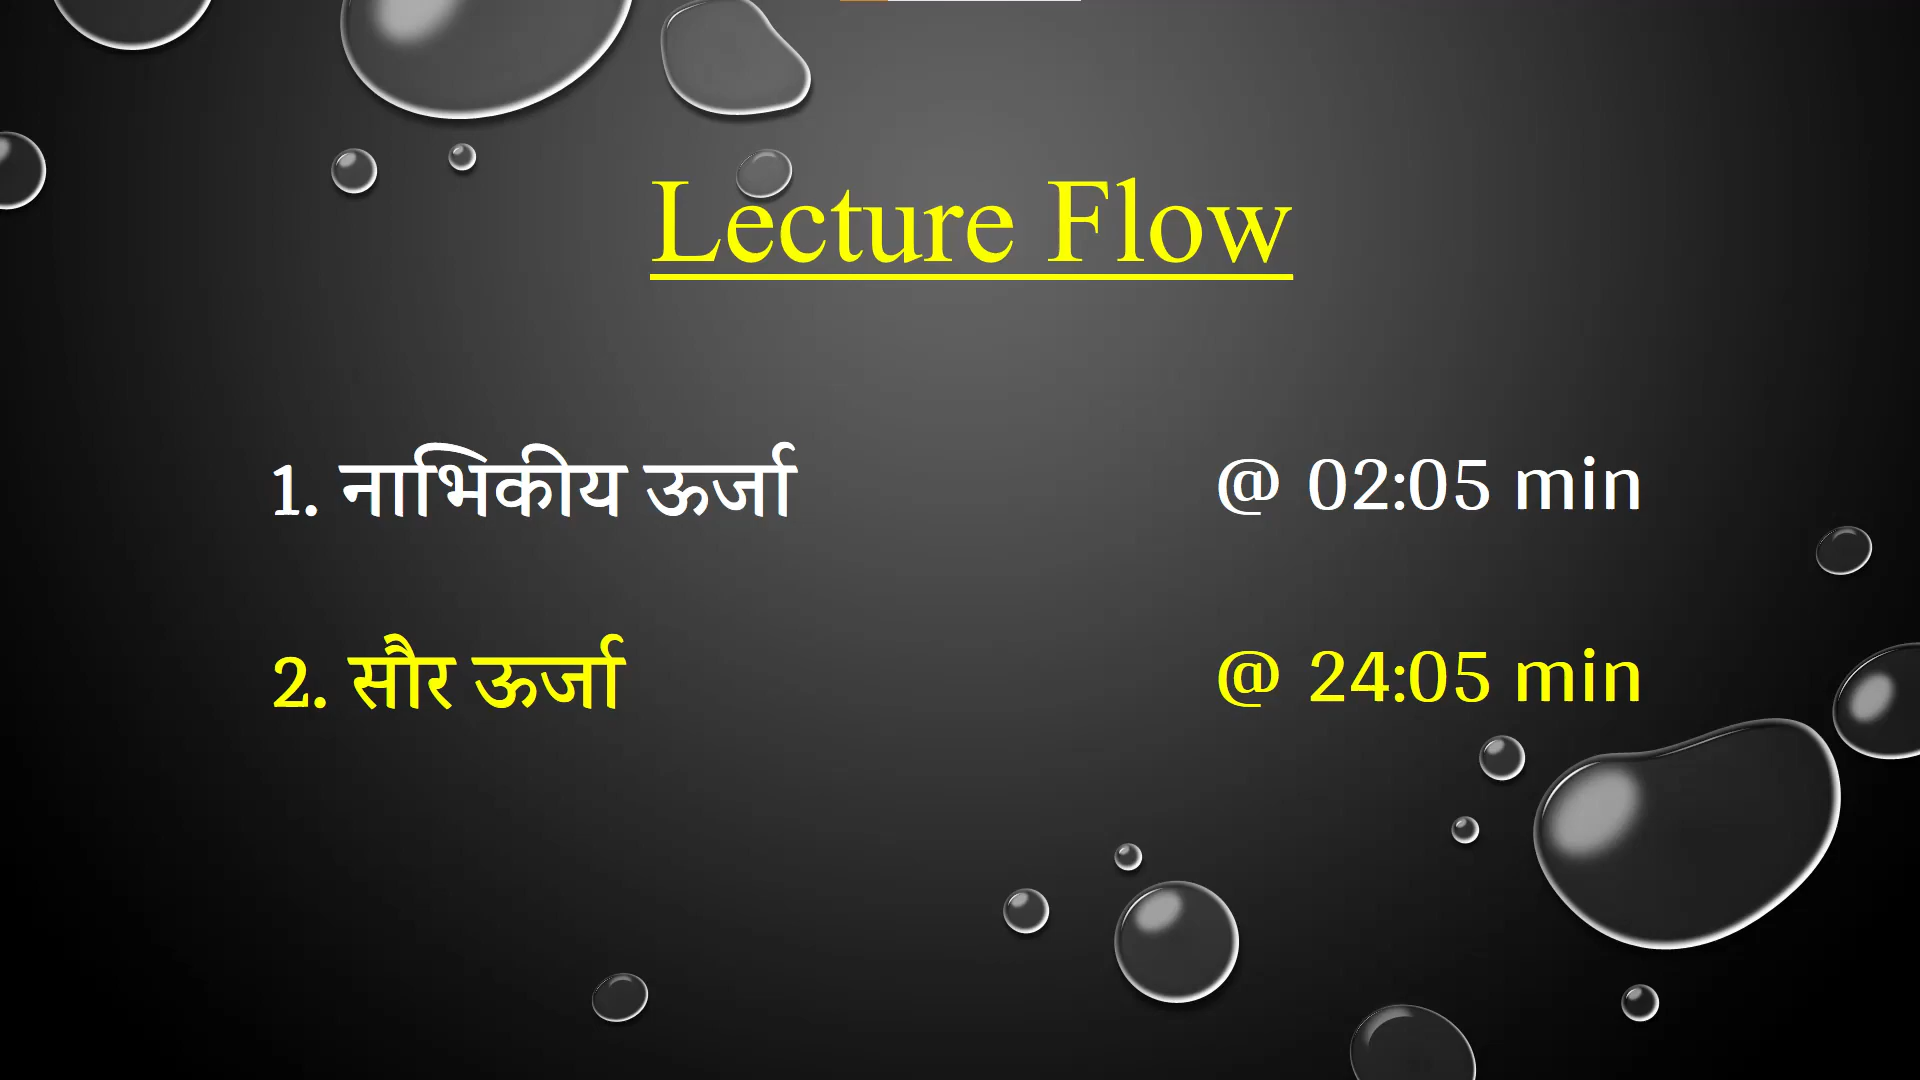 Lecture Flow
1. नाभिकीय ऊर्जा @ 02:05 min
2. सौर ऊर्जा @ 24:05 min